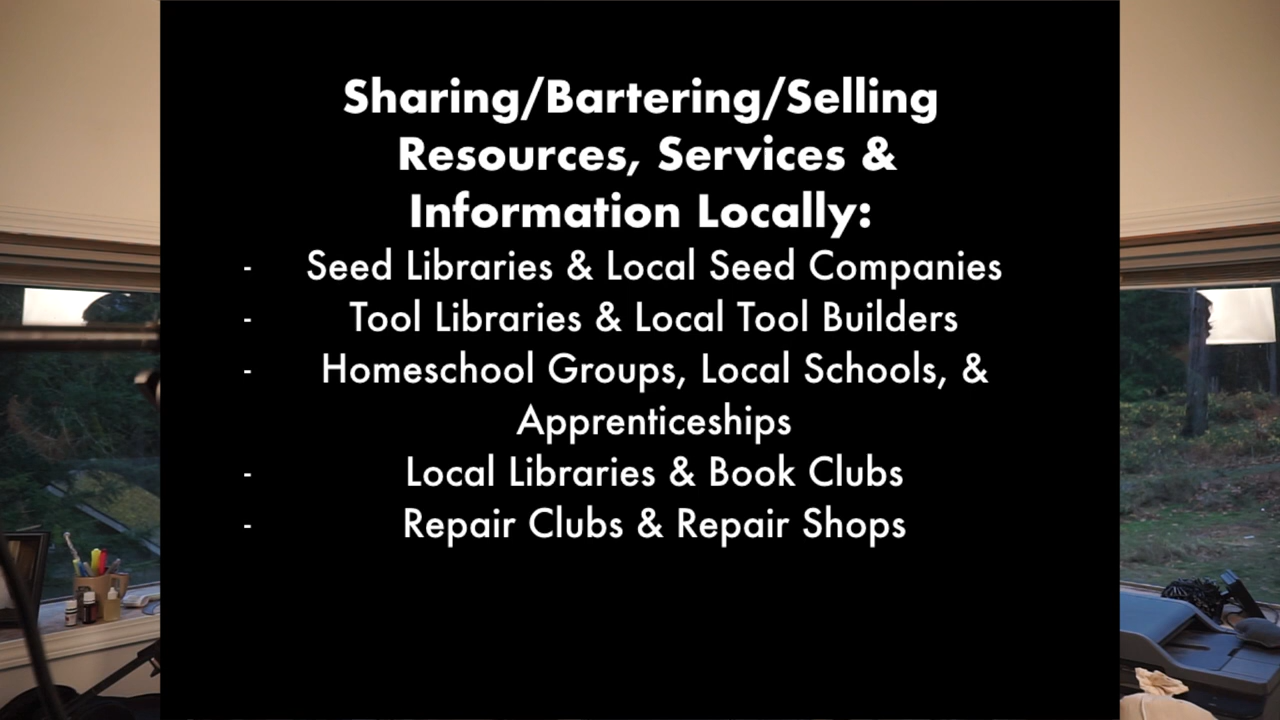 Sharing/Bartering/Selling
Resources, Services &
Information Locally:
- Seed Libraries & Local Seed Companies
- Tool Libraries & Local Tool Builders
- Homeschool Groups, Local Schools, &
Apprenticeships
- Local Libraries & Book Clubs
- Repair Clubs & Repair Shops